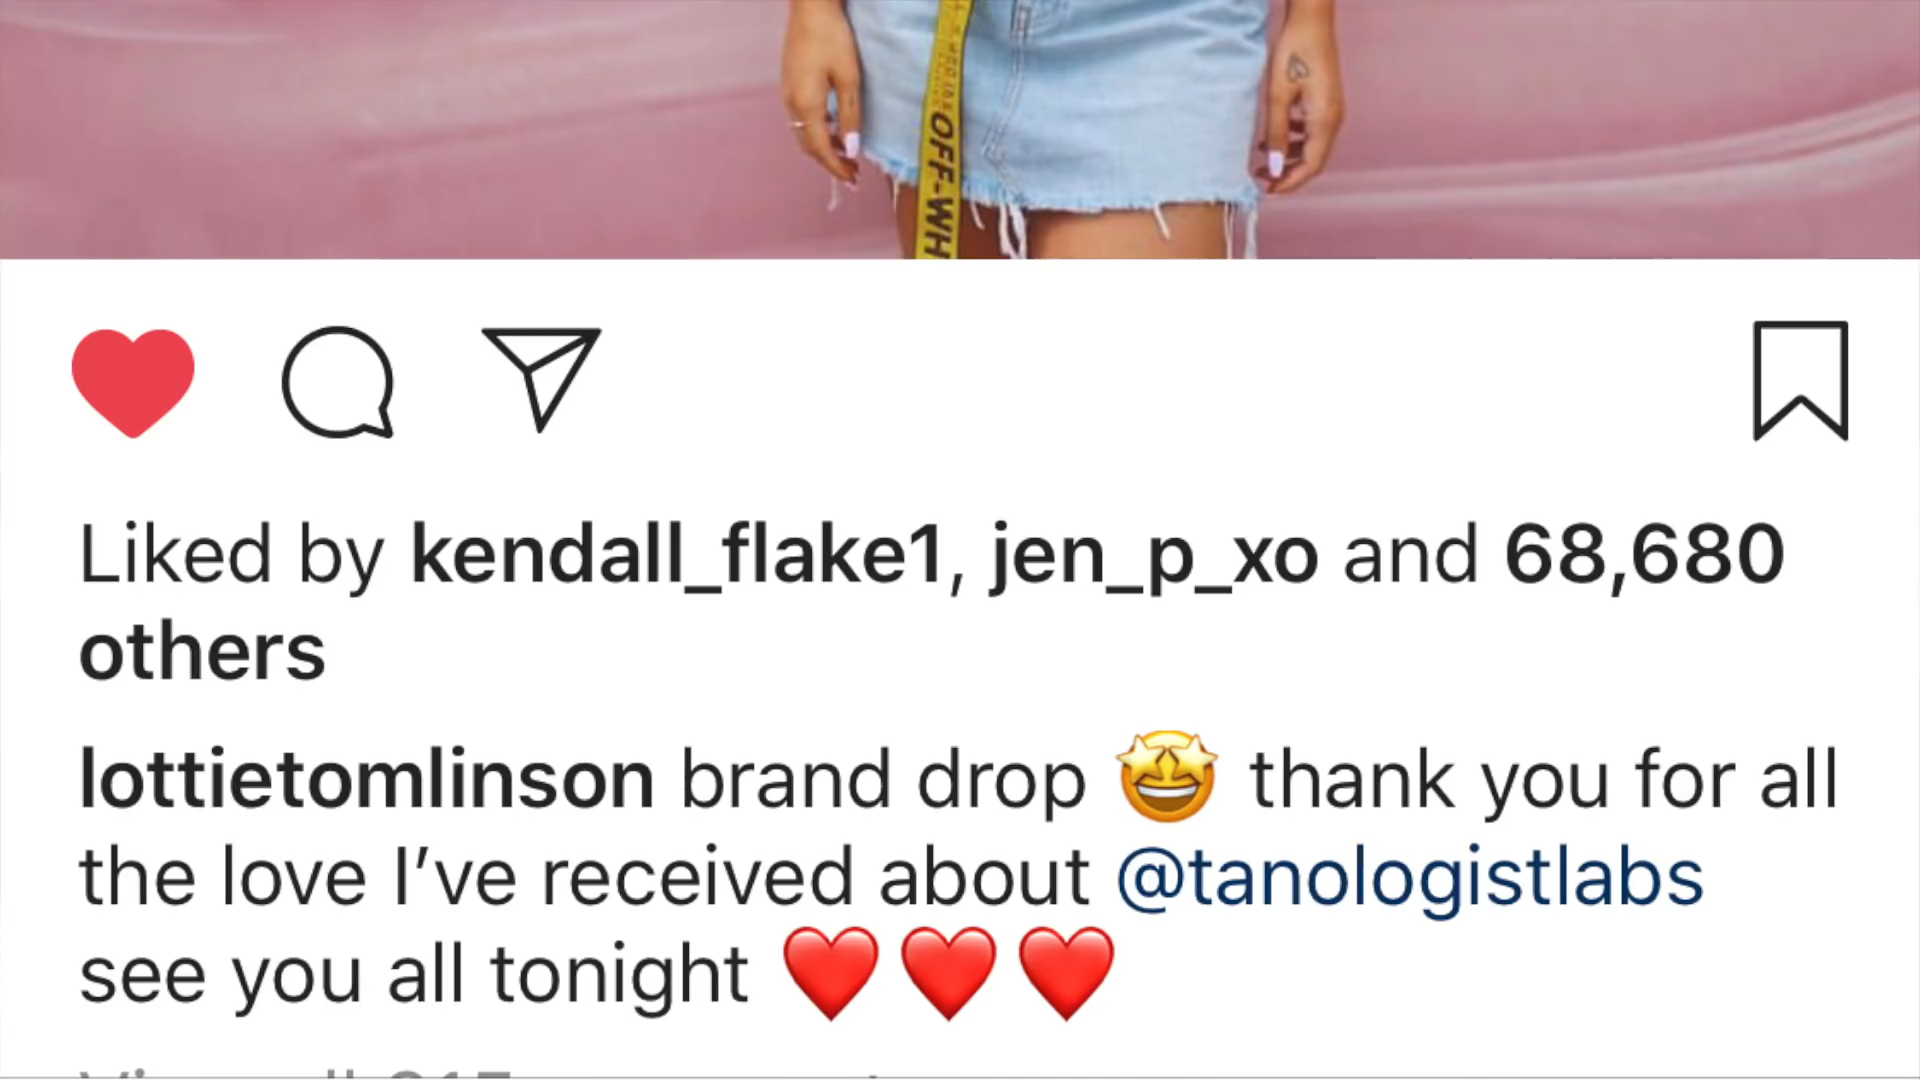 OFF-WH
Liked by kendall_flake1, jen_p_xo and 68,680
others
lottietomlinson brand drop 🤩 thank you for all
the love I’ve received about @tanologistlabs
see you all tonight ❤️❤️❤️